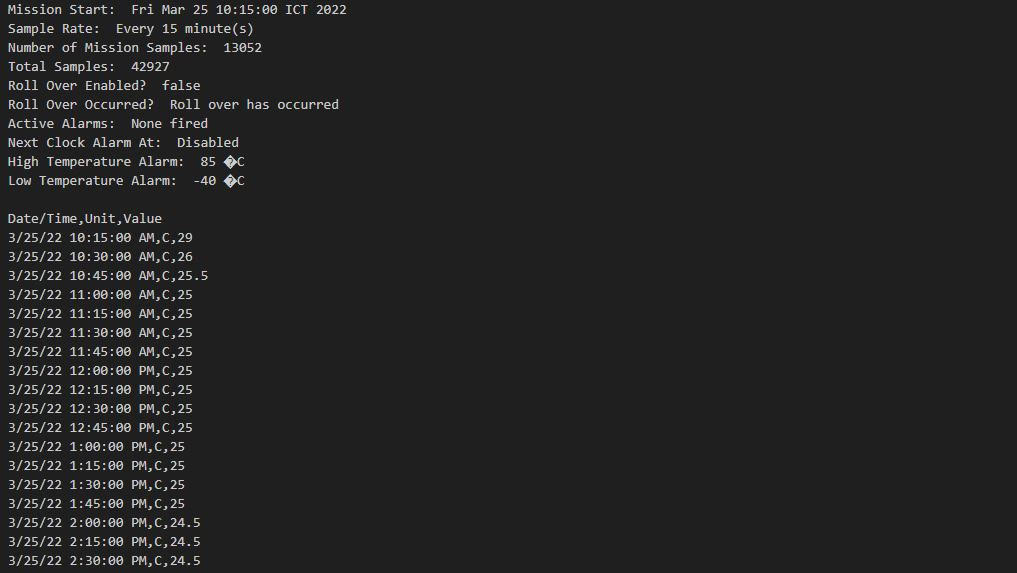 Mission Start:  Fri Mar 25 10:15:00 ICT 2022
Sample Rate:  Every 15 minute(s)
Number of Mission Samples:  13052
Total Samples:  42927
Roll Over Enabled?  false
Roll Over Occurred?  Roll over has occurred
Active Alarms:  None fired
Next Clock Alarm At:  Disabled
High Temperature Alarm:  85 �C
Low Temperature Alarm:  -40 �C

Date/Time,Unit,Value
3/25/22 10:15:00 AM,C,29
3/25/22 10:30:00 AM,C,26
3/25/22 10:45:00 AM,C,25.5
3/25/22 11:00:00 AM,C,25
3/25/22 11:15:00 AM,C,25
3/25/22 11:30:00 AM,C,25
3/25/22 11:45:00 AM,C,25
3/25/22 12:00:00 PM,C,25
3/25/22 12:15:00 PM,C,25
3/25/22 12:30:00 PM,C,25
3/25/22 12:45:00 PM,C,25
3/25/22 1:00:00 PM,C,25
3/25/22 1:15:00 PM,C,25
3/25/22 1:30:00 PM,C,25
3/25/22 1:45:00 PM,C,25
3/25/22 2:00:00 PM,C,24.5
3/25/22 2:15:00 PM,C,24.5
3/25/22 2:30:00 PM,C,24.5